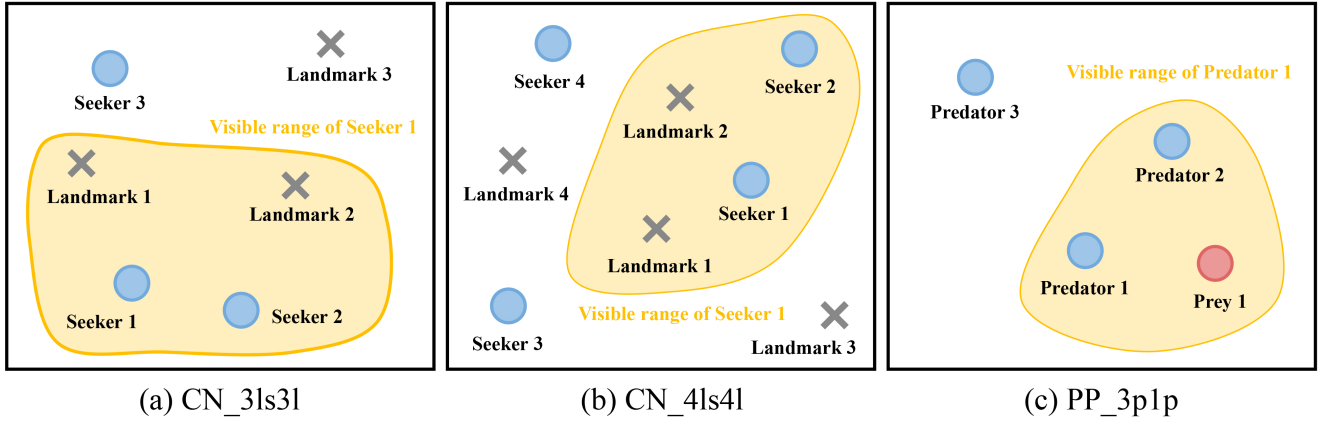 Landmark 3
Seeker 3
Visible range of Seeker 1
Landmark 1
Landmark 2
Seeker 1
Seeker 2
(a) CN_3ls3l
Seeker 4
Seeker 2
Landmark 2
Landmark 4
Seeker 1
Landmark 1
Visible range of Seeker 1
Seeker 3
Landmark 3
(b) CN_4ls4l
Visible range of Predator 1
Predator 3
Predator 2
Predator 1
Prey 1
(c) PP_3p1p